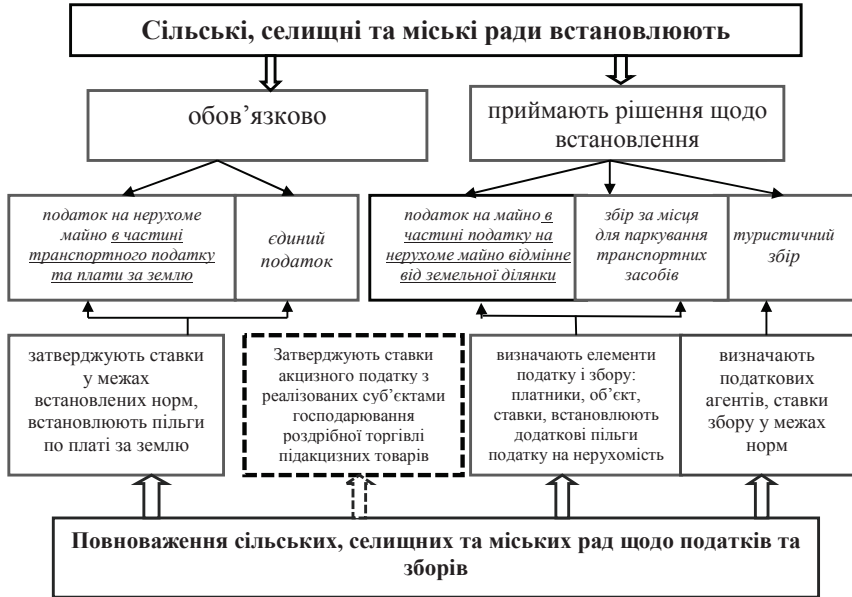 Сільські, селищні та міські ради встановлюють
обов’язково
приймають рішення щодо
встановлення
податок на нерухоме
майно в частині
транспортного податку
та плати за землю
єдиний
податок
податок на майно в
частині податку на
нерухоме майно відмінне
від земельної ділянки
збір за місця
для паркування
транспортних
засобів
туристичний
збір
затверджують ставки
у межах
встановлених норм,
встановлюють пільги
по платі за землю
Затверджують ставки
акцизного податку з
реалізованих суб’єктами
господарювання
роздрібної торгівлі
підакцизних товарів
визначають елементи
податку і збору:
платники, об’єкт,
ставки, встановлюють
додаткові пільги
податку на нерухомість
визначають
податкових
агентів, ставки
збору у межах
норм
Повноваження сільських, селищних та міських рад щодо податків та
зборів